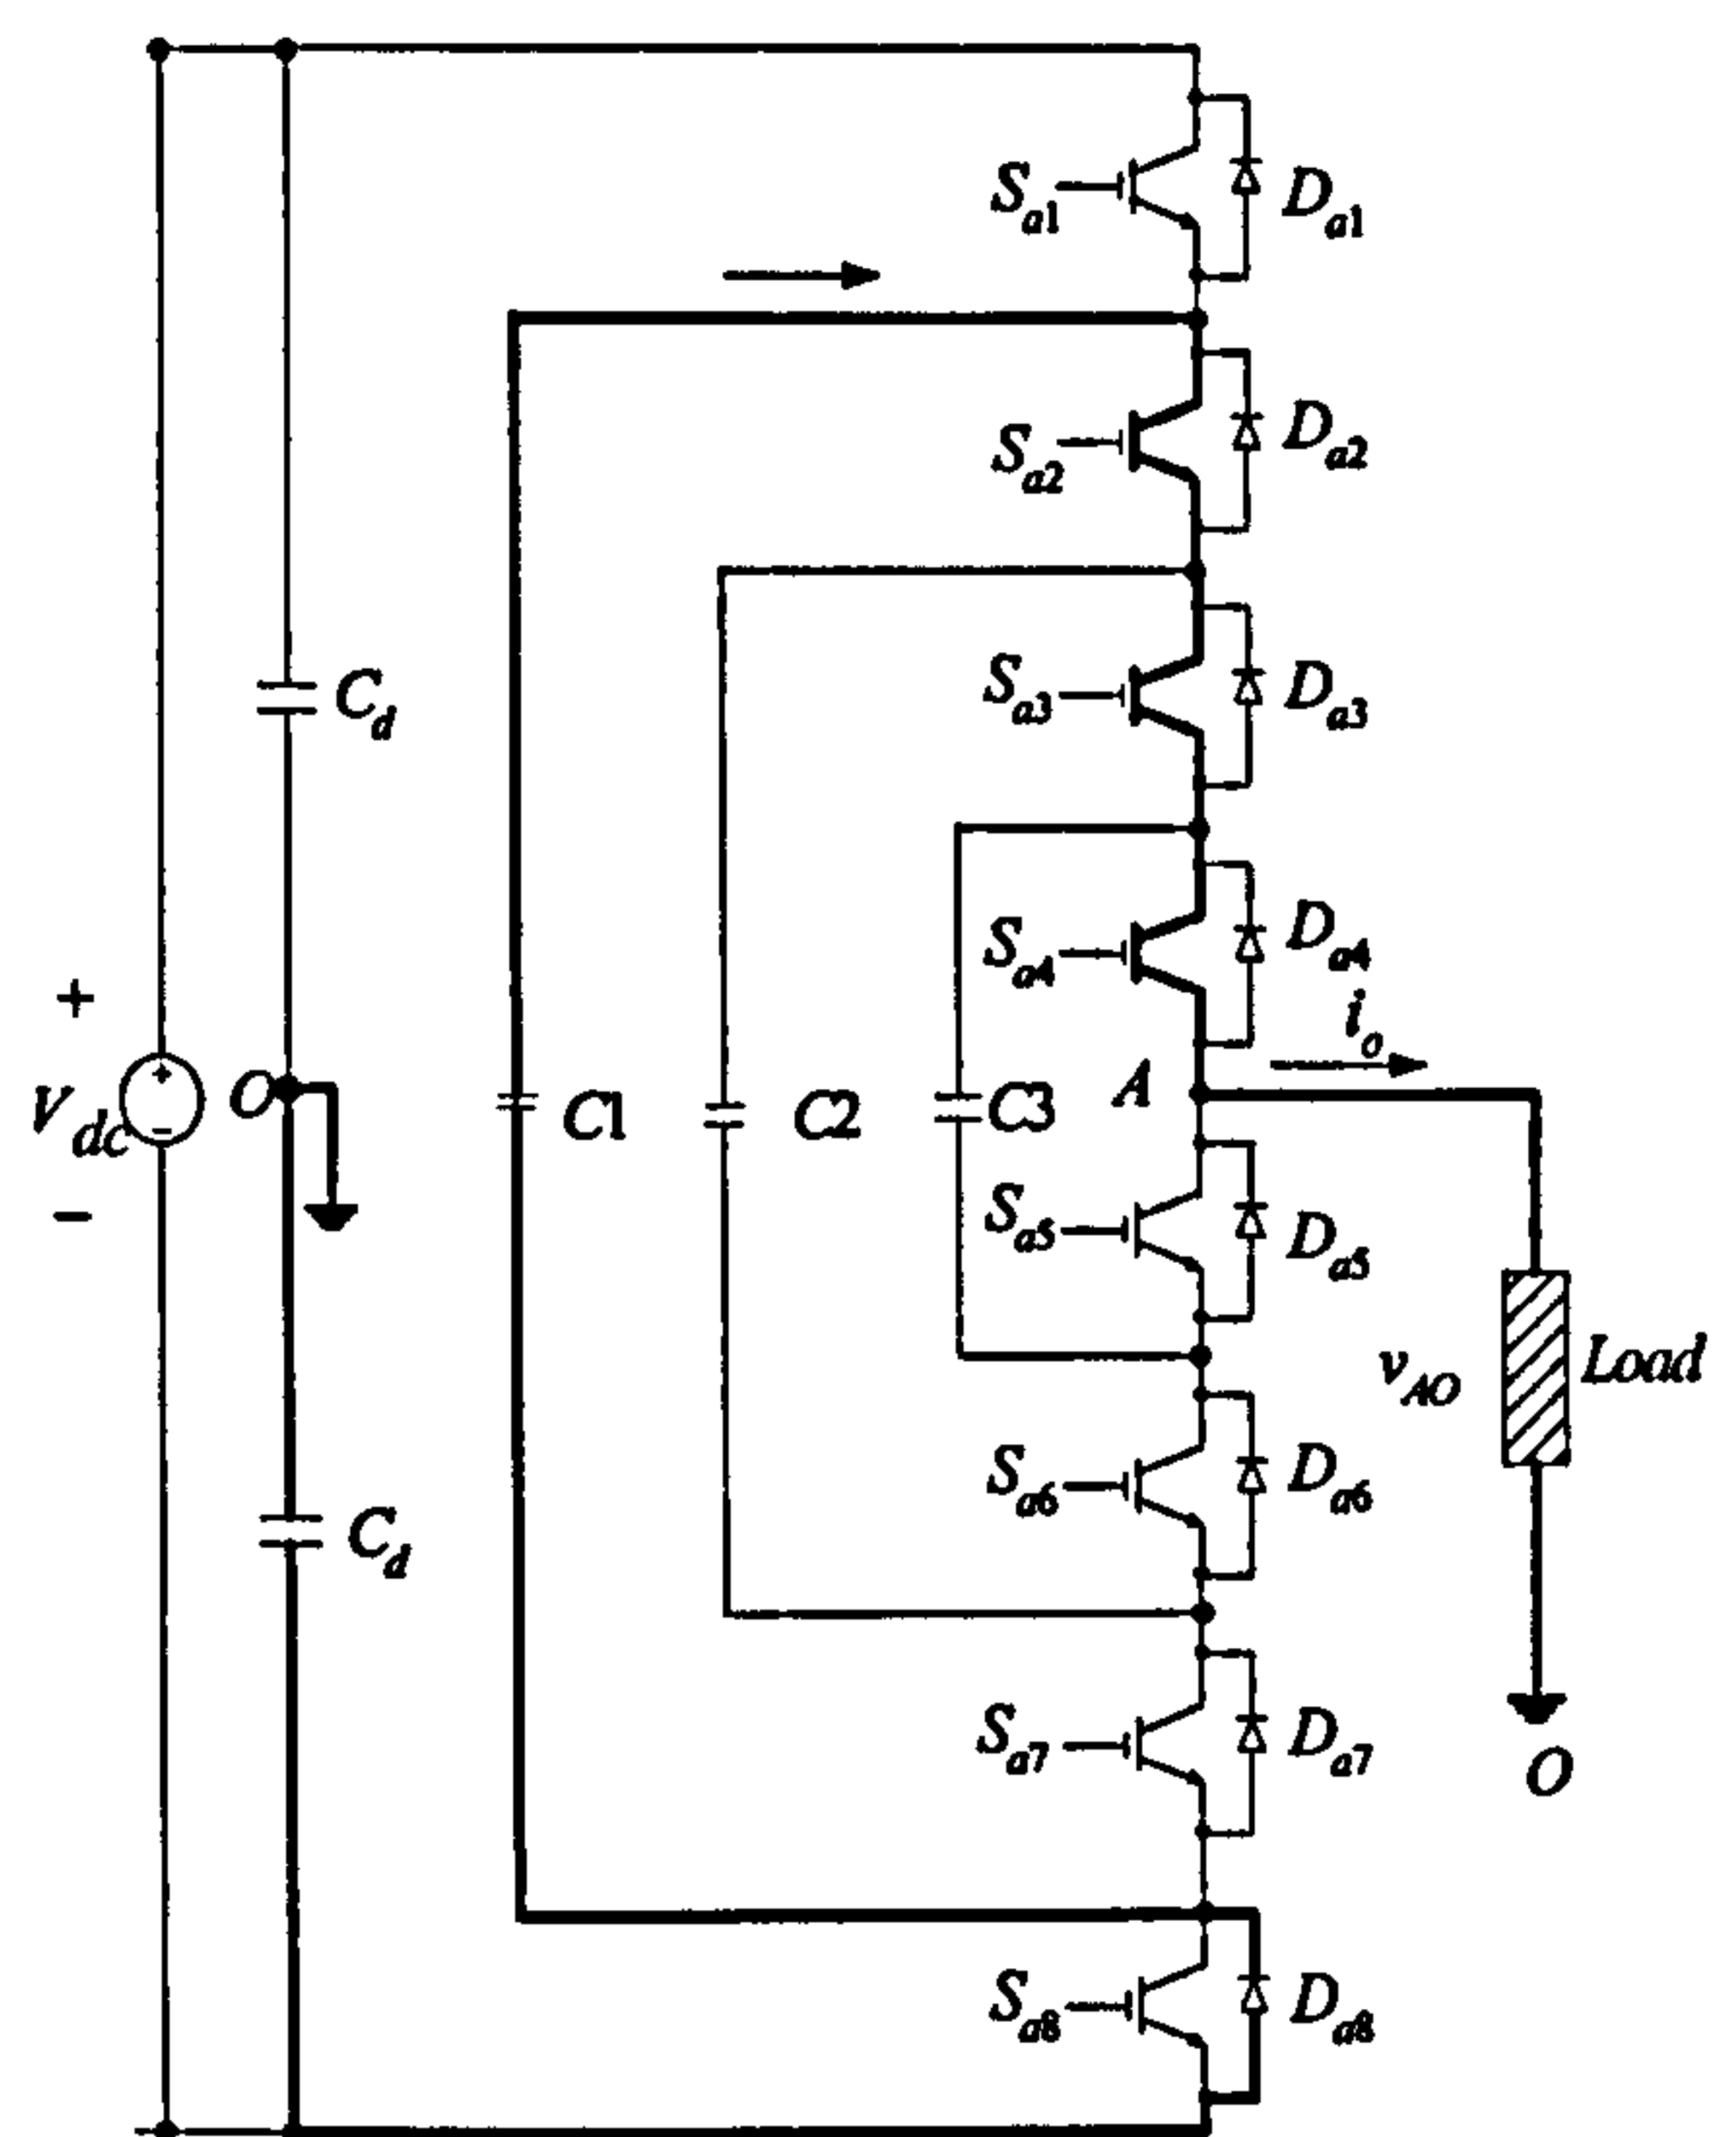 S_a1
D_a1
S_a2
D_a2
S_a3
D_a3
C_d
S_a4
D_a4
i_o
+
V_dc
+
-
−
O
C1
C2
C3
A
S_a5
D_a5
v_AO
Load
S_a6
D_a6
C_d
S_a7
D_a7
O
S_a8
D_a8